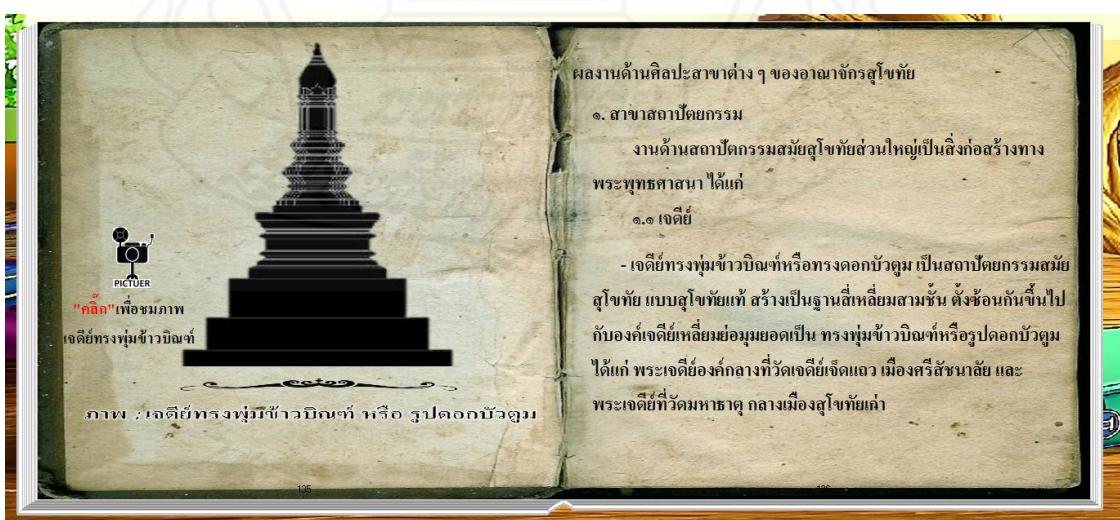 PICTUER
"คลิ๊ก"เพื่อชมภาพ
เจดีย์ทรงพุ่มข้าวบิณฑ์
ภาพ : เจดีย์ทรงพุ่มข้าวบิณฑ์ หรือ รูปดอกบัวตูม
135
ผลงานด้านศิลปะสาขาต่าง ๆ ของอาณาจักรสุโขทัย
๑. สาขาสถาปัตยกรรม
งานด้านสถาปัตกรรมสมัยสุโขทัยส่วนใหญ่เป็นสิ่งก่อสร้างทาง
พระพุทธศาสนา ได้แก่
๑.๑ เจดีย์
- เจดีย์ทรงพุ่มข้าวบิณฑ์หรือทรงดอกบัวตูม เป็นสถาปัตยกรรมสมัย
สุโขทัย แบบสุโขทัยแท้ สร้างเป็นฐานสี่เหลี่ยมสามชั้น ตั้งซ้อนกันขึ้นไป
กับองค์เจดีย์เหลี่ยมย่อมุมยอดเป็น ทรงพุ่มข้าวบิณฑ์หรือรูปดอกบัวตูม
ได้แก่ พระเจดีย์องค์กลางที่วัดเจดีย์เจ็ดแถว เมืองศรีสัชนาลัย และ
พระเจดีย์ที่วัดมหาธาตุ กลางเมืองสุโขทัยเก่า